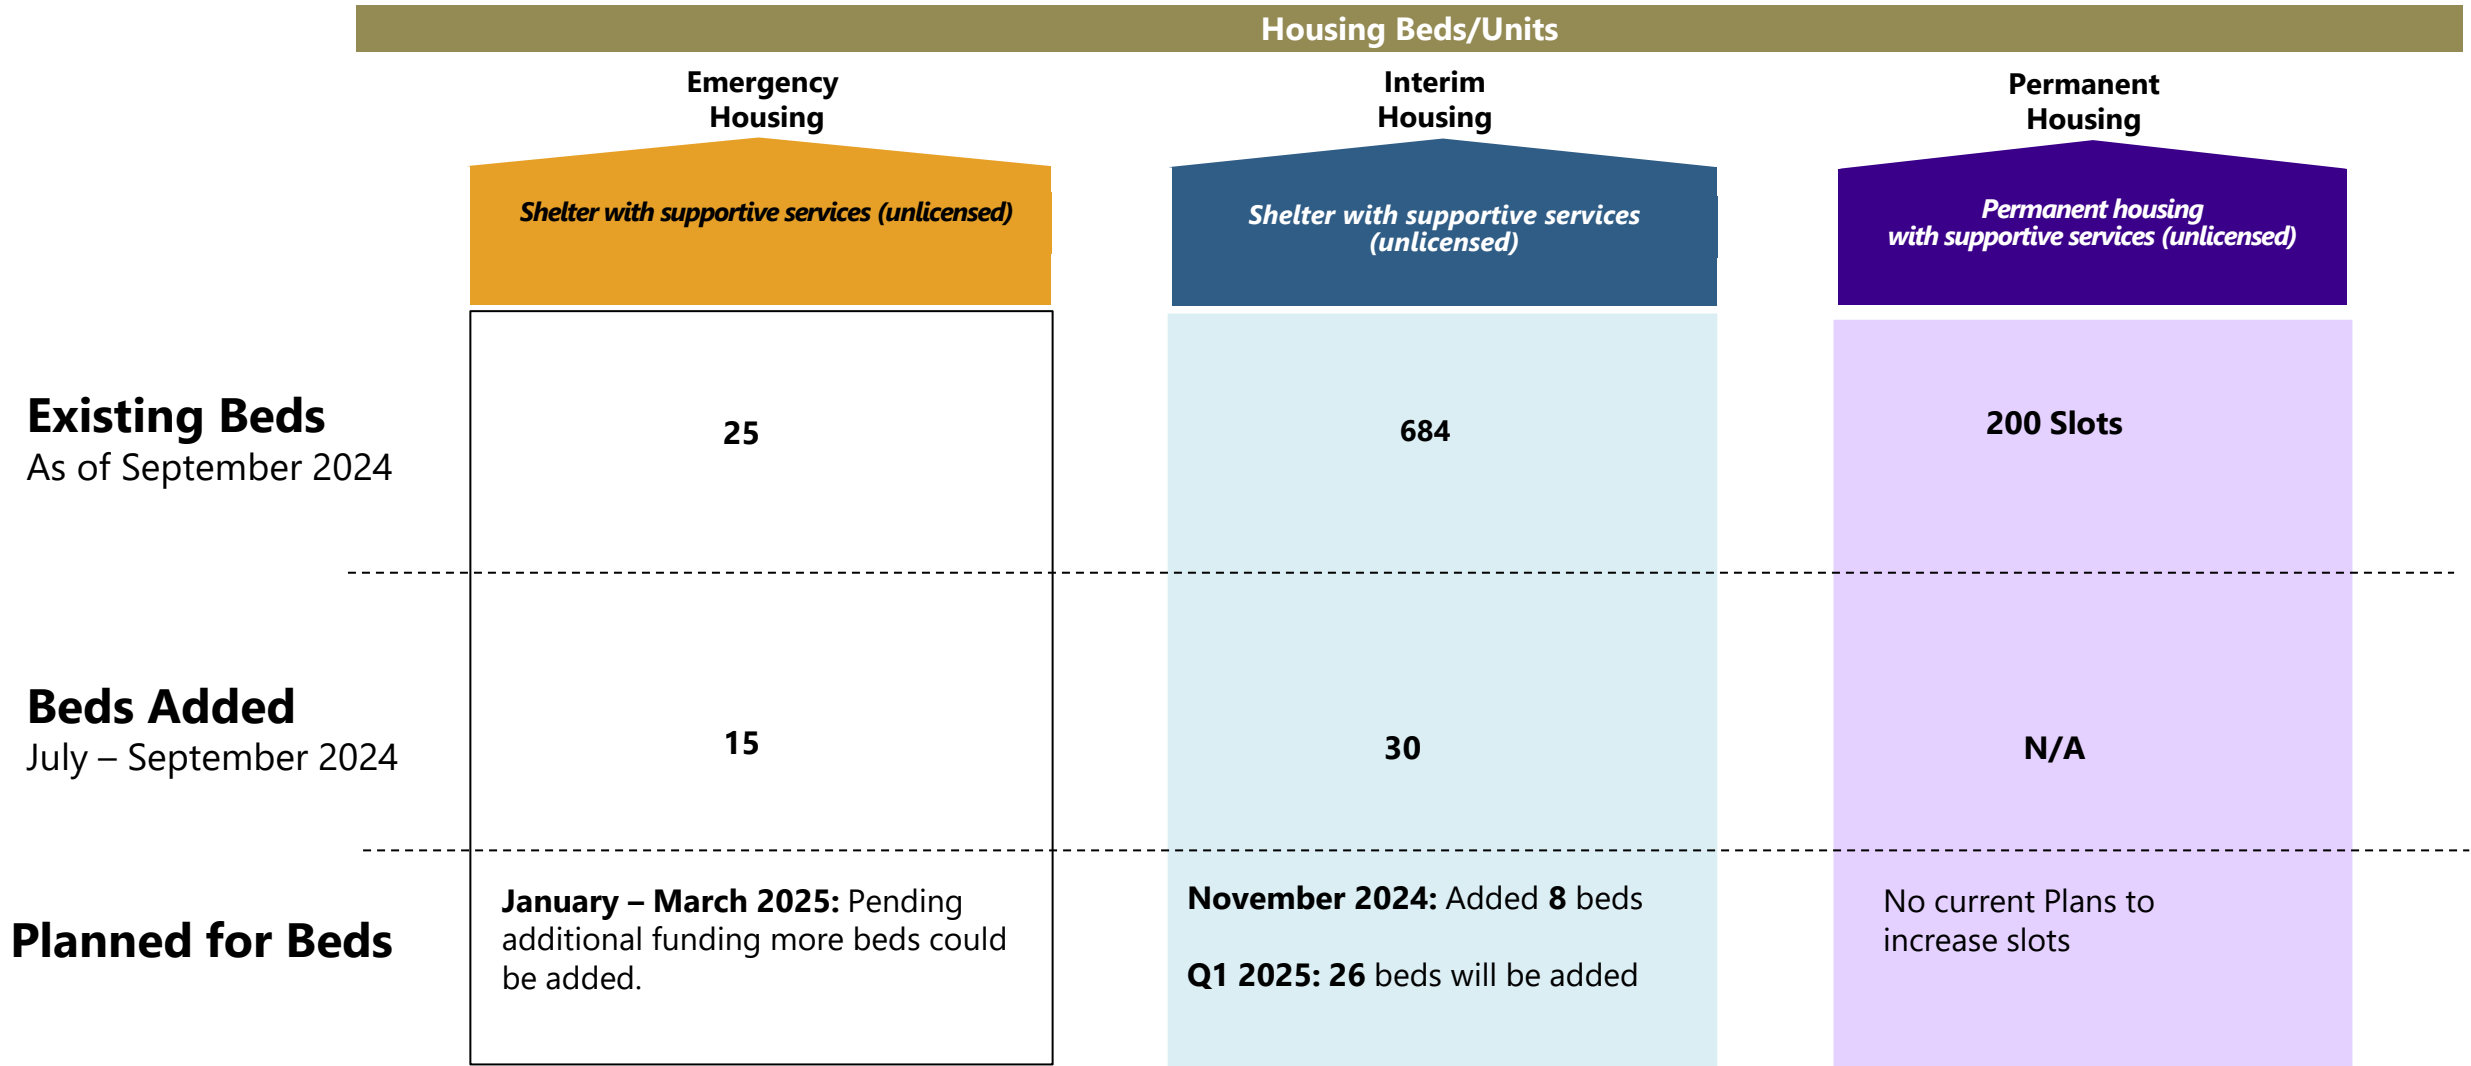 Housing Beds/Units
Emergency
Housing
Interim
Housing
Permanent
Housing
Shelter with supportive services (unlicensed)
Shelter with supportive services
(unlicensed)
Permanent housing
with supportive services (unlicensed)
Existing Beds
As of September 2024
25
684
200 Slots
Beds Added
July – September 2024
15
30
N/A
Planned for Beds
January – March 2025: Pending
additional funding more beds could
be added.
November 2024: Added 8 beds
Q1 2025: 26 beds will be added
No current Plans to
increase slots